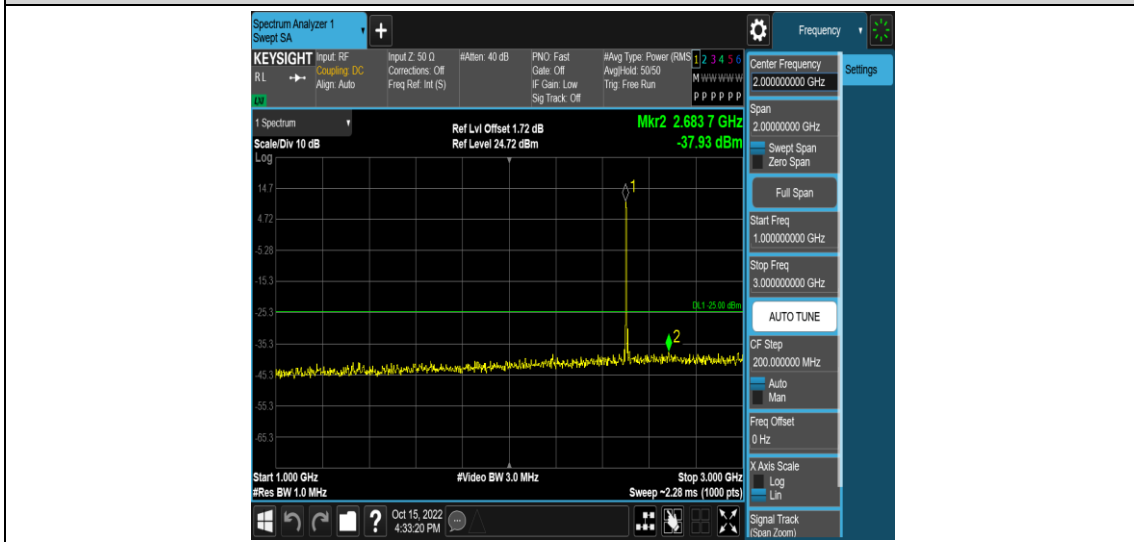 Spectrum Analyzer 1
Swept SA
+
Frequency
KEYSIGHT
RL
Input: RF
Coupling: DC
Align: Auto
Input Z: 50 Ω
Corrections: Off
Freq Ref: Int (S)
#Atten: 40 dB
PNO: Fast
Gate: Off
IF Gain: Low
Sig Track: Off
#Avg Type: Power (RMS
Avg|Hold: 50/50
Trig: Free Run
1 2 3 4 5 6
M W W W W W
P P P P P P
1 Spectrum
Scale/Div 10 dB
Log
Ref Lvl Offset 1.72 dB
Ref Level 24.72 dBm
Mkr2 2.683 7 GHz
-37.93 dBm
14.7
4.72
-5.28
-15.3
-25.3
-35.3
-45.3
-55.3
-65.3
1
DL1 -25.00 dBm
2
Start 1.000 GHz
#Res BW 1.0 MHz
#Video BW 3.0 MHz
Stop 3.000 GHz
Sweep ~2.28 ms (1000 pts)
?
Oct 15, 2022
4:33:20 PM
Center Frequency
2.000000000 GHz
Settings
Span
2.00000000 GHz
Swept Span
Zero Span
Full Span
Start Freq
1.000000000 GHz
Stop Freq
3.000000000 GHz
AUTO TUNE
CF Step
200.000000 MHz
Auto
Man
Freq Offset
0 Hz
X Axis Scale
Log
Lin
Signal Track
(Span Zoom)